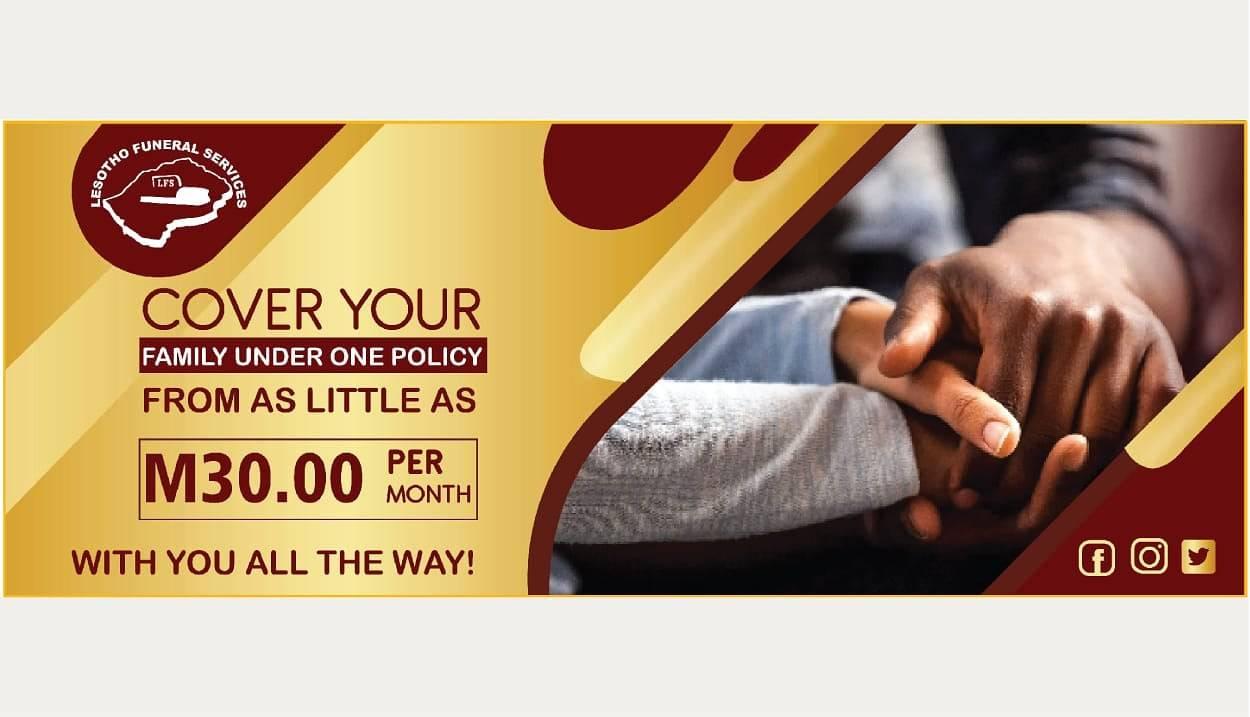 LESOTHO FUNERAL SERVICES
LFS
COVER YOUR
FAMILY UNDER ONE POLICY
FROM AS LITTLE AS
M30.00 PER MONTH
WITH YOU ALL THE WAY!